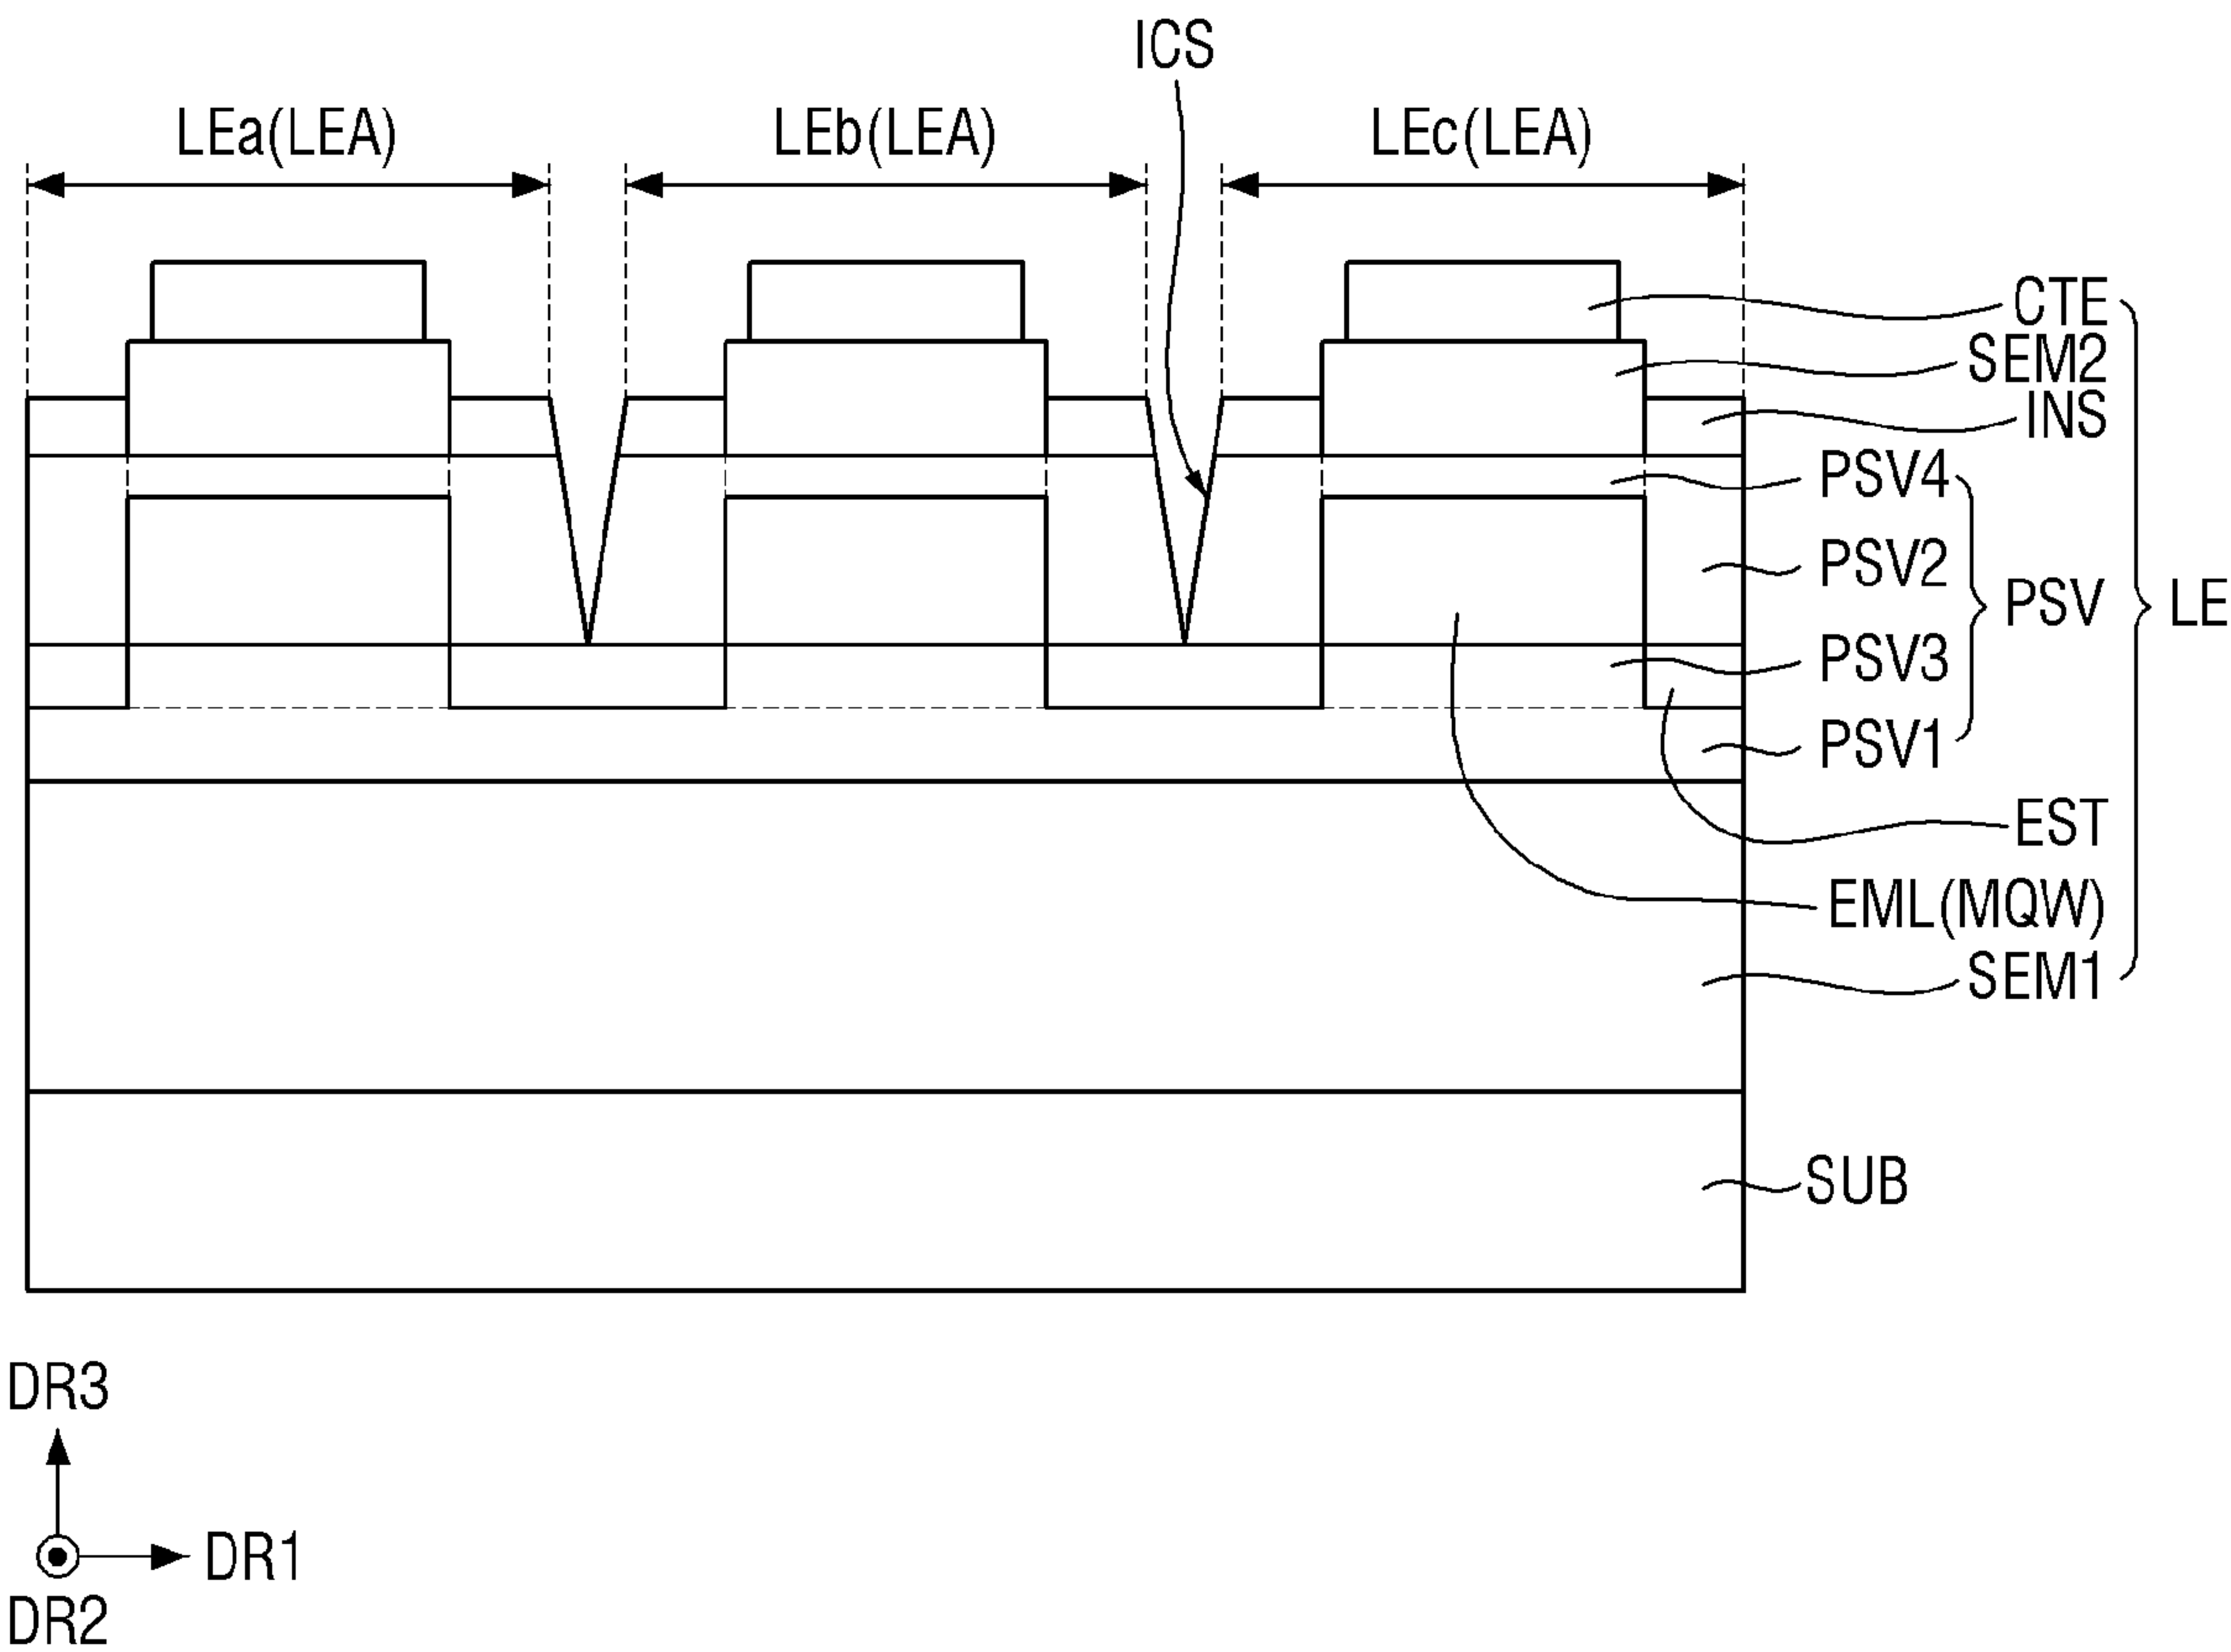 ICS
LEa(LEA) LEb(LEA) LEc(LEA)
CTE
SEM2
INS
PSV4
PSV2
PSV LE
PSV3
PSV1
EST
EML(MQW)
SEM1
SUB
DR3
DR1
DR2